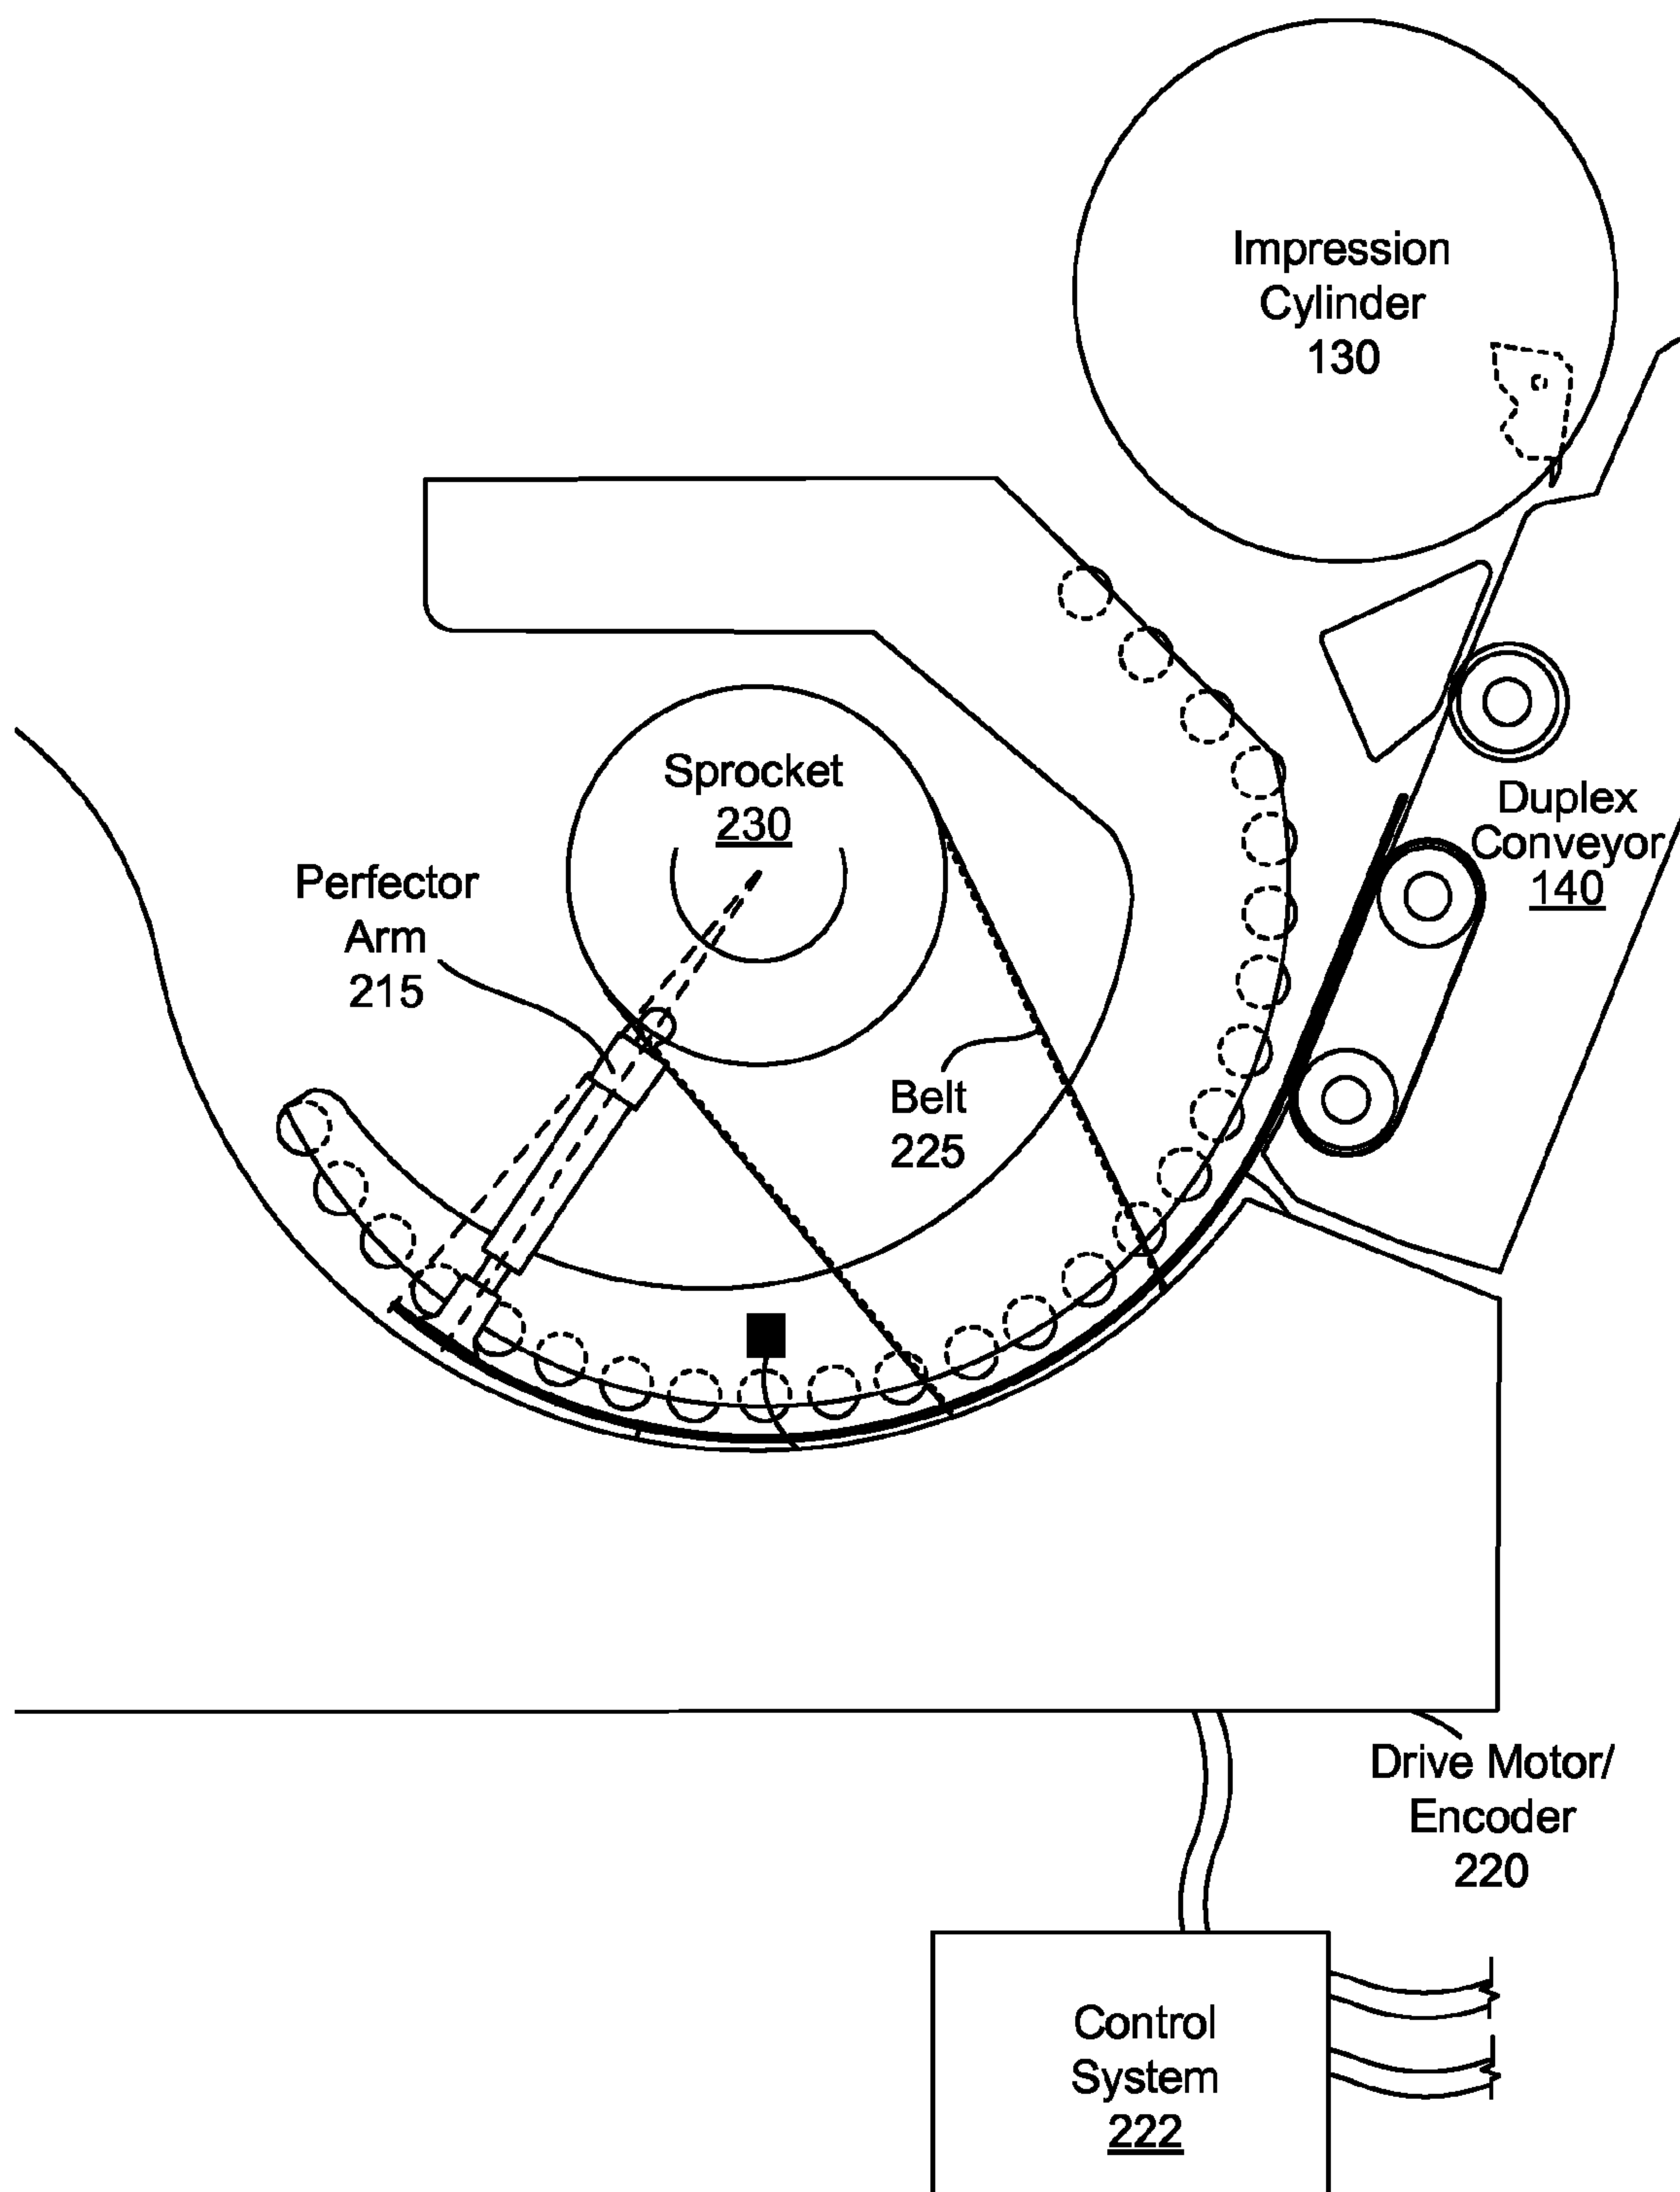 Impression
Cylinder
130
Sprocket
230
Duplex
Conveyor
140
Perfector
Arm
215
Belt
225
Drive Motor/
Encoder
220
Control
System
222